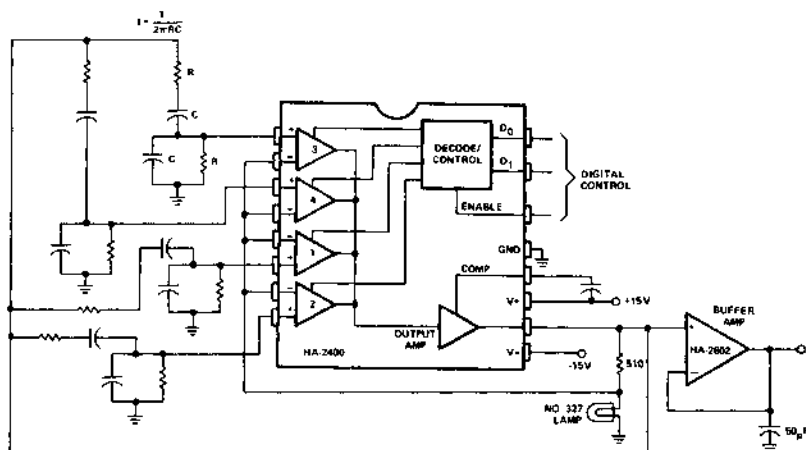 1
2πRC
R
C
C
R
3
4
1
2
DECODE/
CONTROL
D0
D1
ENABLE
DIGITAL
CONTROL
GND
COMP
V+
+15V
OUTPUT
AMP
HA-2400
V-
-15V
510
NO. 327
LAMP
BUFFER
AMP
HA-2602
+
−
+
−
+
−
+
−
+
−